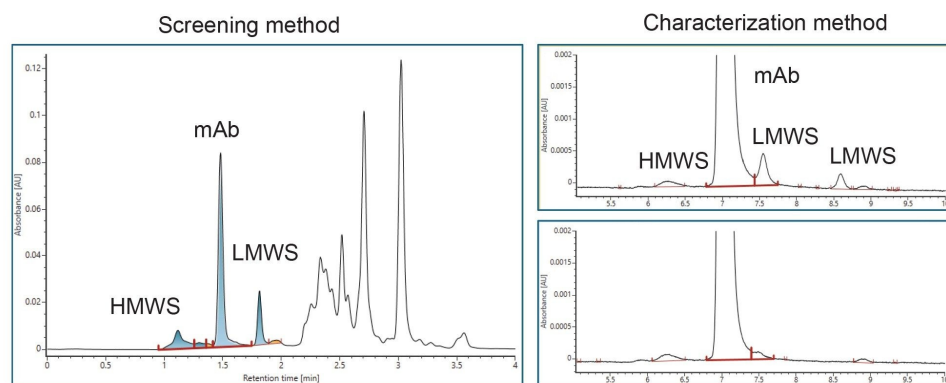 Screening method
Characterization method
Absorbance [AU]
0.12
0.1
0.08
0.06
0.04
0.02
0
HMWS
mAb
LMWS
0 0.5 1 1.5 2 2.5 3 3.5 4
Retention time [min]
Absorbance [AU]
0.002
0.0015
0.001
0.0005
0
HMWS
mAb
LMWS
LMWS
5.5 6 6.5 7 7.5 8 8.5 9 9.5 10
Absorbance [AU]
0.002
0.0015
0.001
0.0005
0
5.5 6 6.5 7 7.5 8 8.5 9 9.5 10